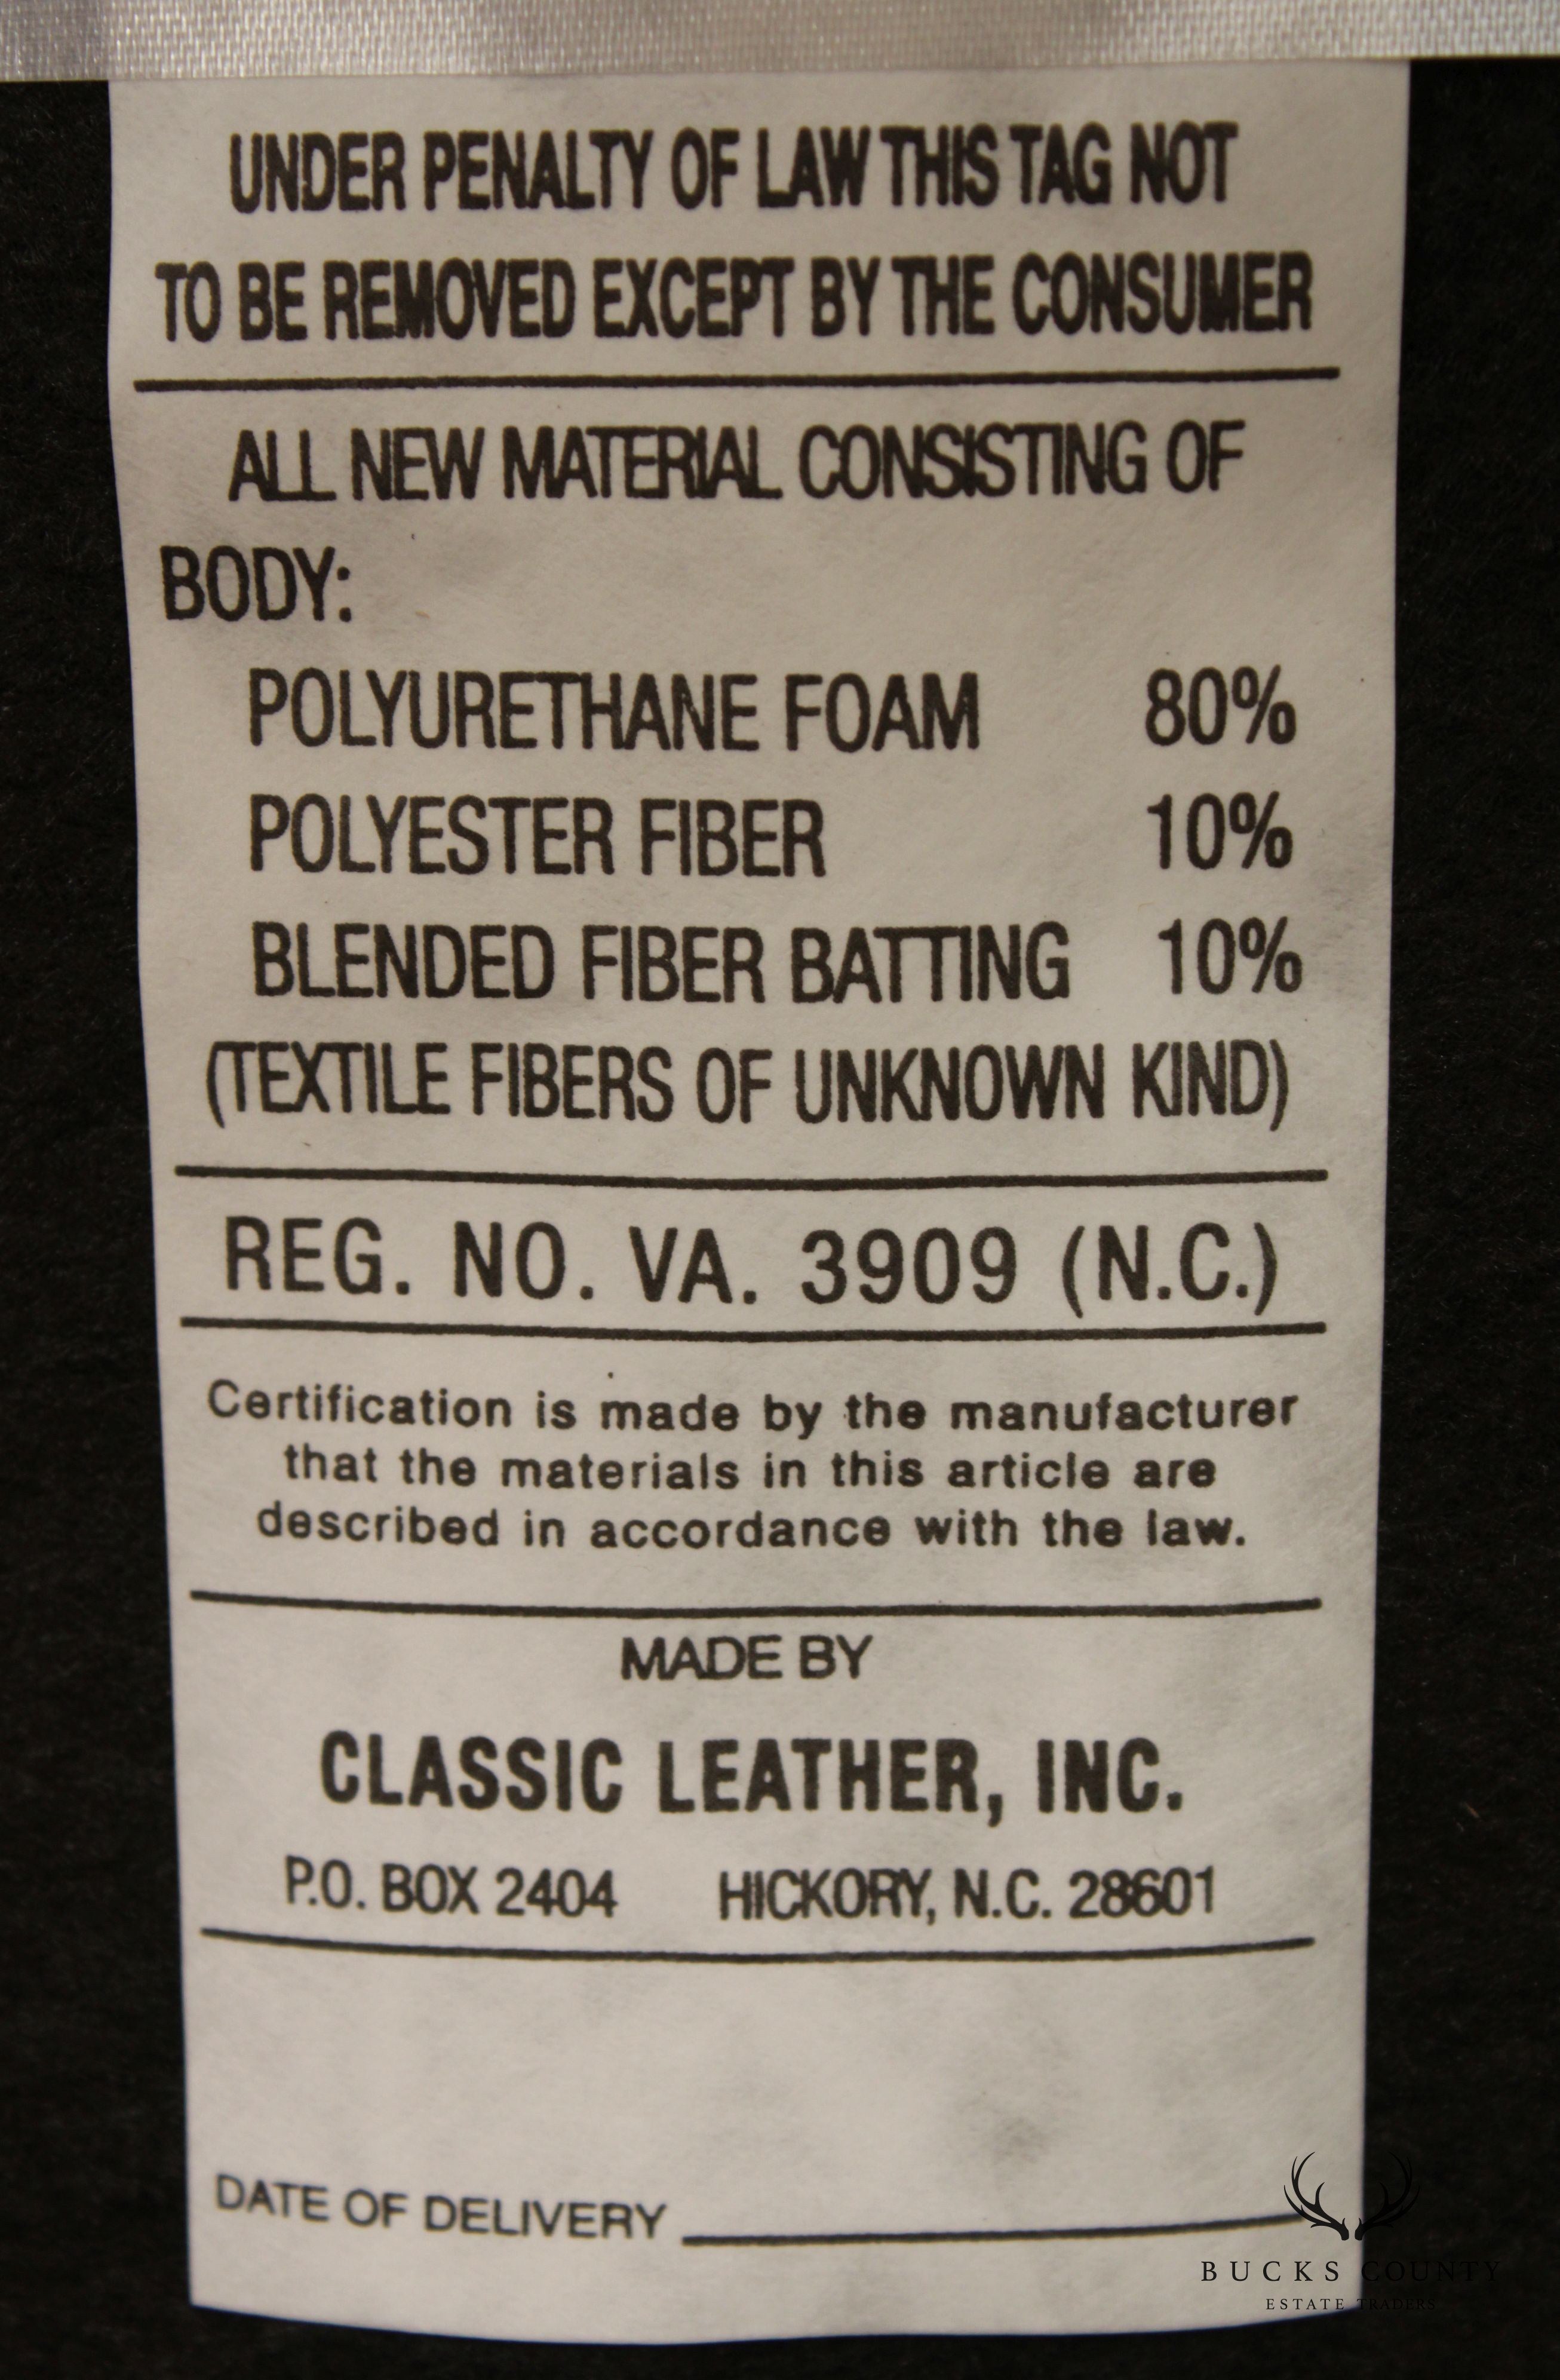 UNDER PENALTY OF LAW THIS TAG NOT
TO BE REMOVED EXCEPT BY THE CONSUMER
ALL NEW MATERIAL CONSISTING OF
BODY:
POLYURETHANE FOAM 80%
POLYESTER FIBER 10%
BLENDED FIBER BATTING 10%
(TEXTILE FIBERS OF UNKNOWN KIND)
REG. NO. VA. 3909 (N.C.)
Certification is made by the manufacturer
that the materials in this article are
described in accordance with the law.
MADE BY
CLASSIC LEATHER, INC.
P.O. BOX 2404 HICKORY, N.C. 28601
DATE OF DELIVERY
BUCKS COUNTY
ESTATE TRADERS